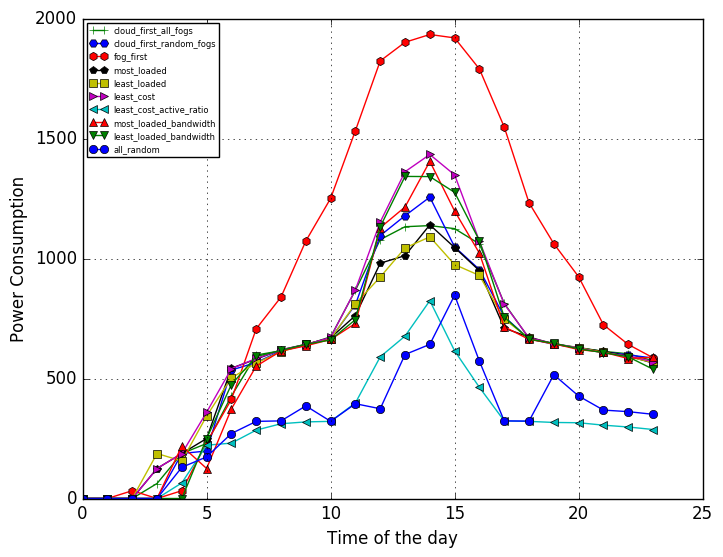 2000
1500
1000
500
0
Power Consumption
cloud_first_all_fogs
cloud_first_random_fogs
fog_first
most_loaded
least_loaded
least_cost
least_cost_active_ratio
most_loaded_bandwidth
least_loaded_bandwidth
all_random
0 5 10 15 20 25
Time of the day